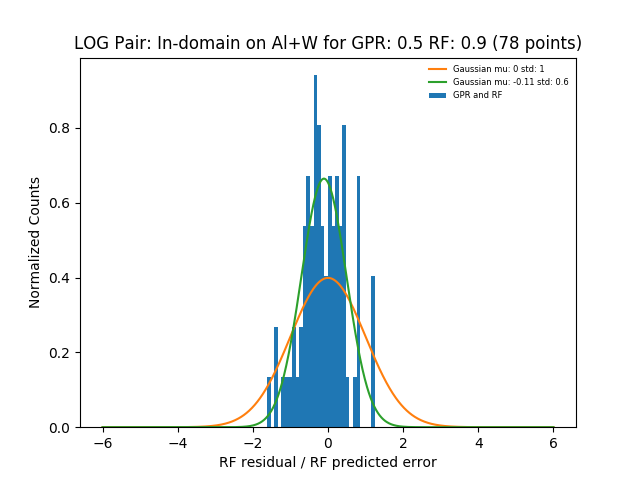 LOG Pair: In-domain on Al+W for GPR: 0.5 RF: 0.9 (78 points)
Gaussian mu: 0 std: 1
Gaussian mu: -0.11 std: 0.6
GPR and RF
Normalized Counts
0.8
0.6
0.4
0.2
0.0
−6 −4 −2 0 2 4 6
RF residual / RF predicted error